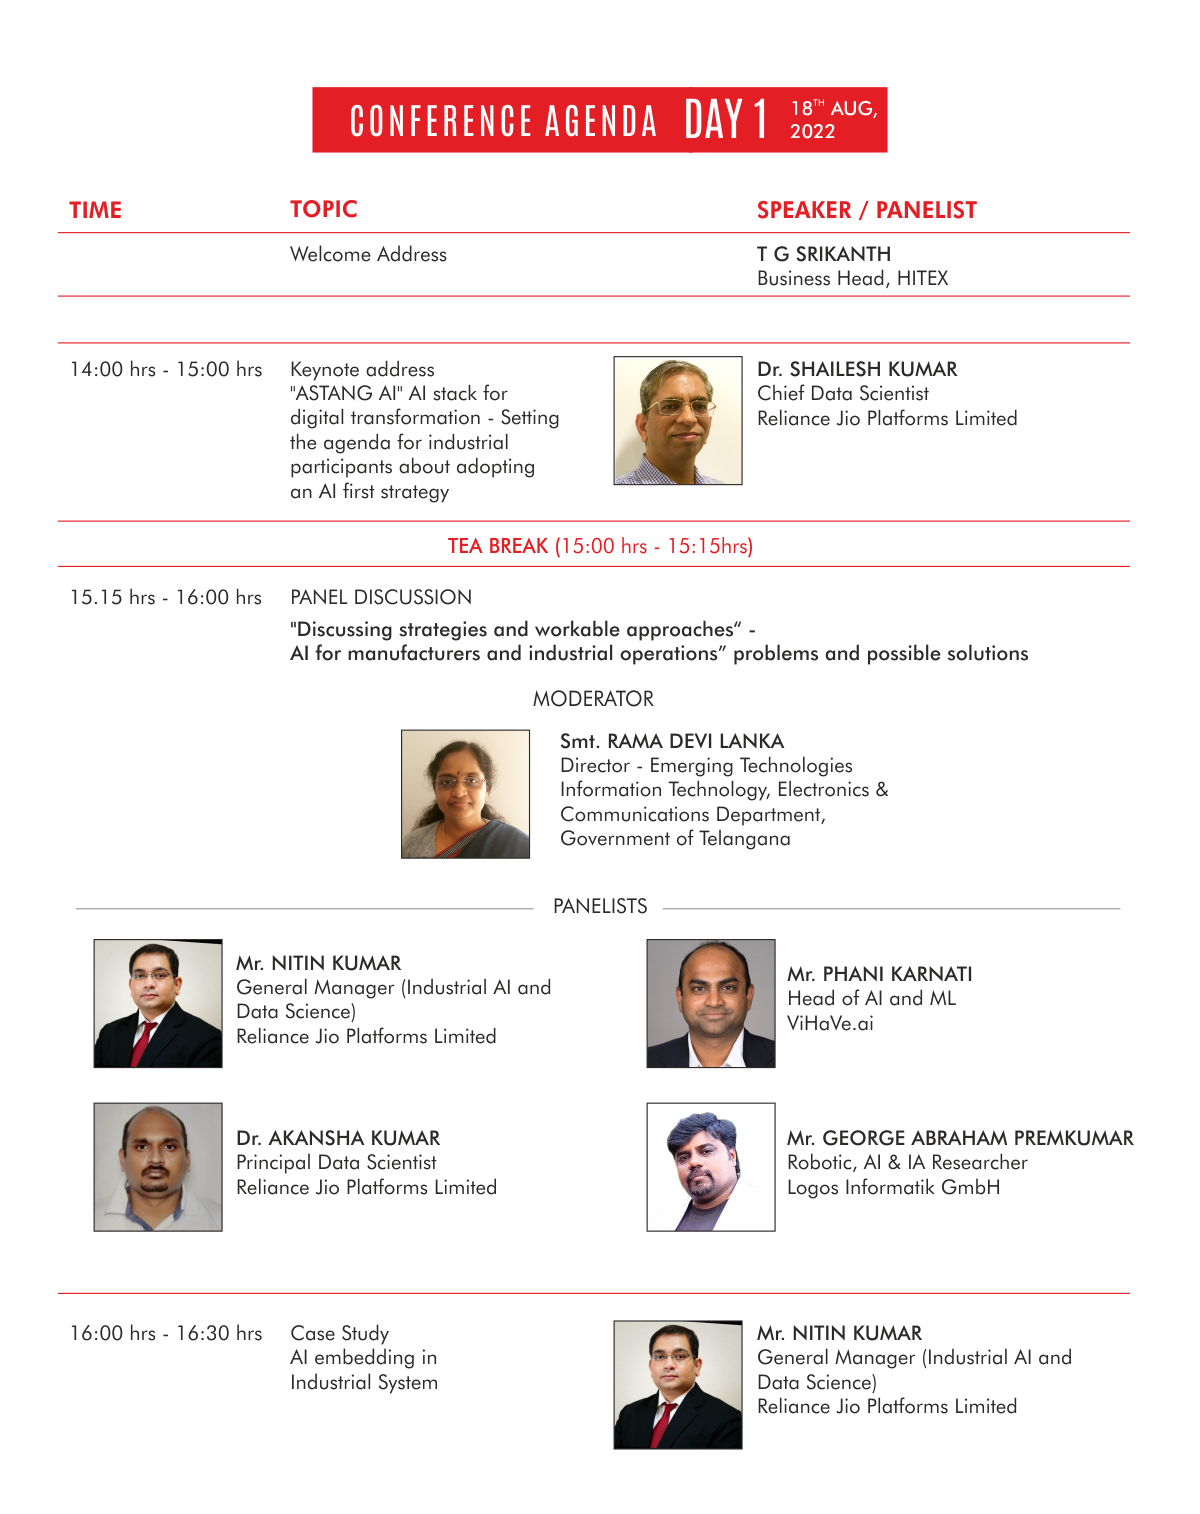 CONFERENCE AGENDA DAY 1 18TH AUG, 2022
TIME TOPIC SPEAKER / PANELIST
Welcome Address
T G SRIKANTH
Business Head, HITEX
14:00 hrs - 15:00 hrs
Keynote address
"ASTANG AI" AI stack for
digital transformation - Setting
the agenda for industrial
participants about adopting
an AI first strategy
Dr. SHAILESH KUMAR
Chief Data Scientist
Reliance Jio Platforms Limited
TEA BREAK (15:00 hrs - 15:15hrs)
15.15 hrs - 16:00 hrs
PANEL DISCUSSION
"Discussing strategies and workable approaches“ -
AI for manufacturers and industrial operations” problems and possible solutions
MODERATOR
Smt. RAMA DEVI LANKA
Director - Emerging Technologies
Information Technology, Electronics &
Communications Department,
Government of Telangana
PANELISTS
Mr. NITIN KUMAR
General Manager (Industrial AI and
Data Science)
Reliance Jio Platforms Limited
Mr. PHANI KARNATI
Head of AI and ML
ViHaVe.ai
Dr. AKANSHA KUMAR
Principal Data Scientist
Reliance Jio Platforms Limited
Mr. GEORGE ABRAHAM PREMKUMAR
Robotic, AI & IA Researcher
Logos Informatik GmbH
16:00 hrs - 16:30 hrs
Case Study
AI embedding in
Industrial System
Mr. NITIN KUMAR
General Manager (Industrial AI and
Data Science)
Reliance Jio Platforms Limited